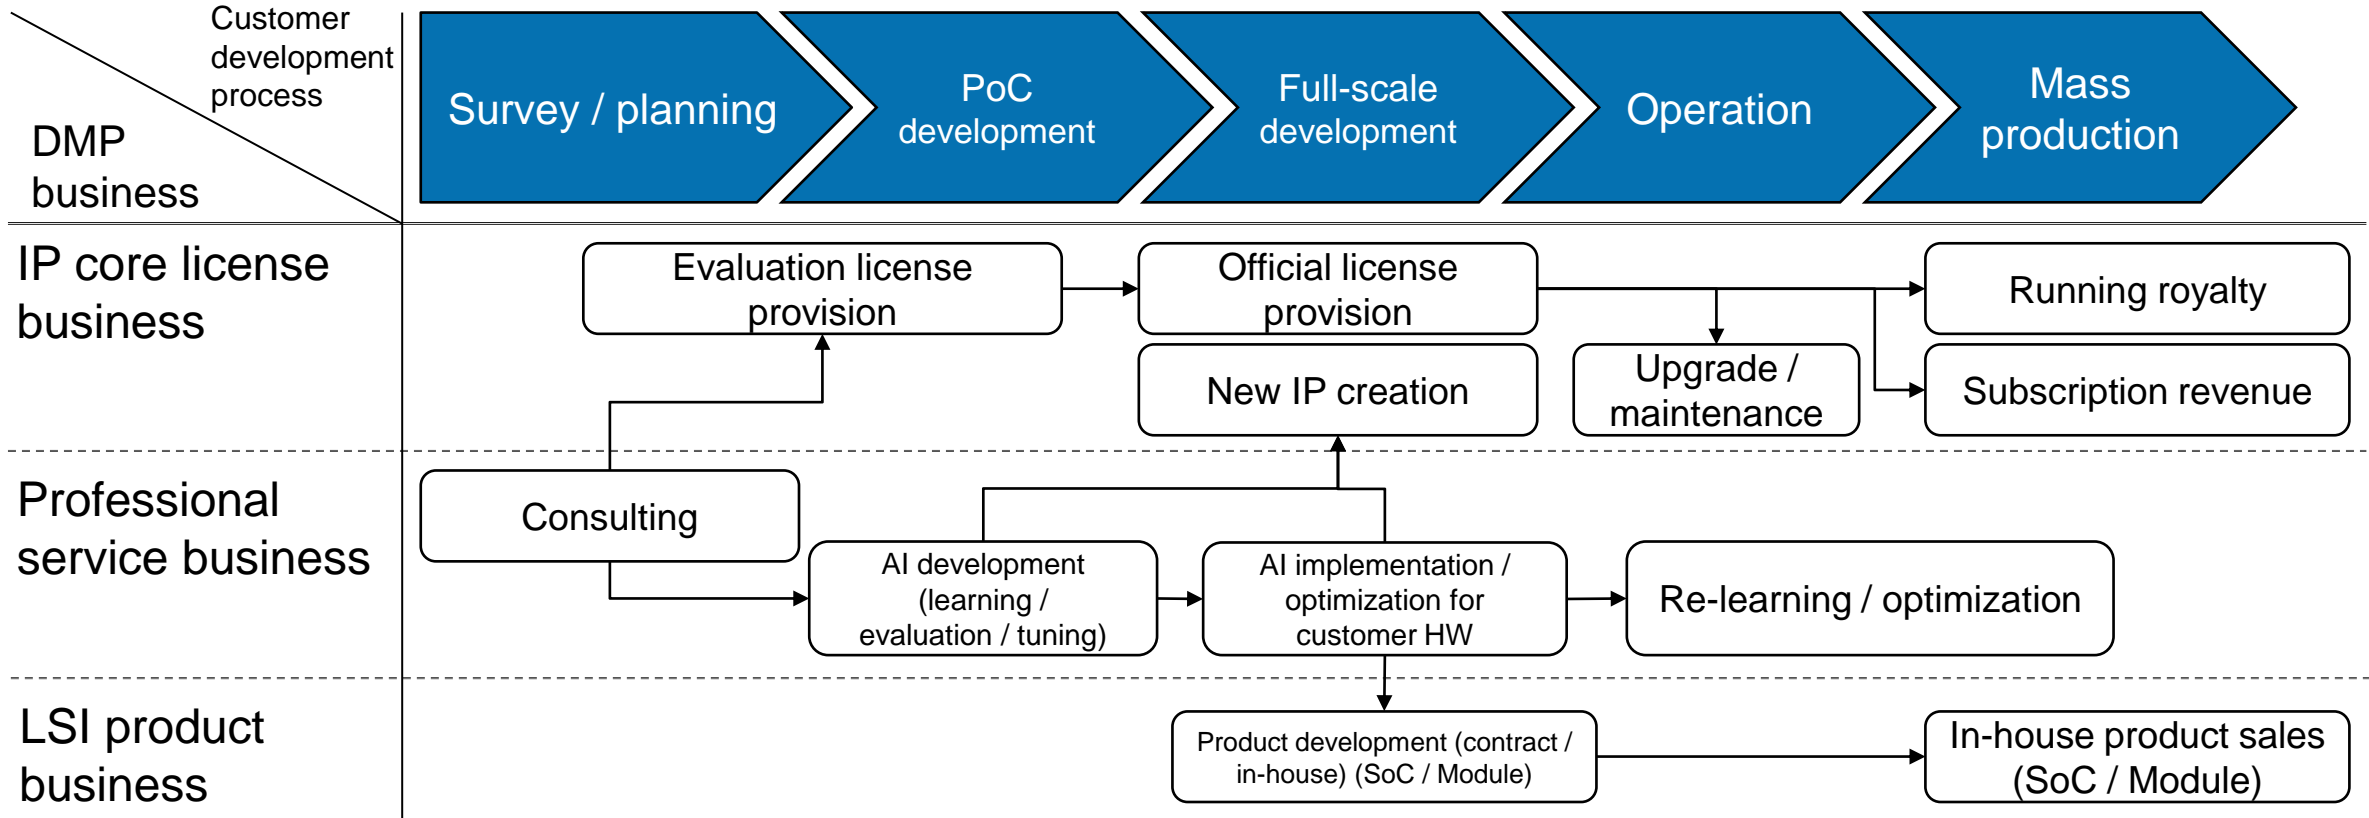 Customer
development
process
DMP
business
Survey / planning
PoC
development
Full-scale
development
Operation
Mass
production
IP core license
business
Evaluation license
provision
Official license
provision
Running royalty
New IP creation
Upgrade /
maintenance
Subscription revenue
Professional
service business
Consulting
AI development
(learning /
evaluation / tuning)
AI implementation /
optimization for
customer HW
Re-learning / optimization
LSI product
business
Product development (contract /
in-house) (SoC / Module)
In-house product sales
(SoC / Module)